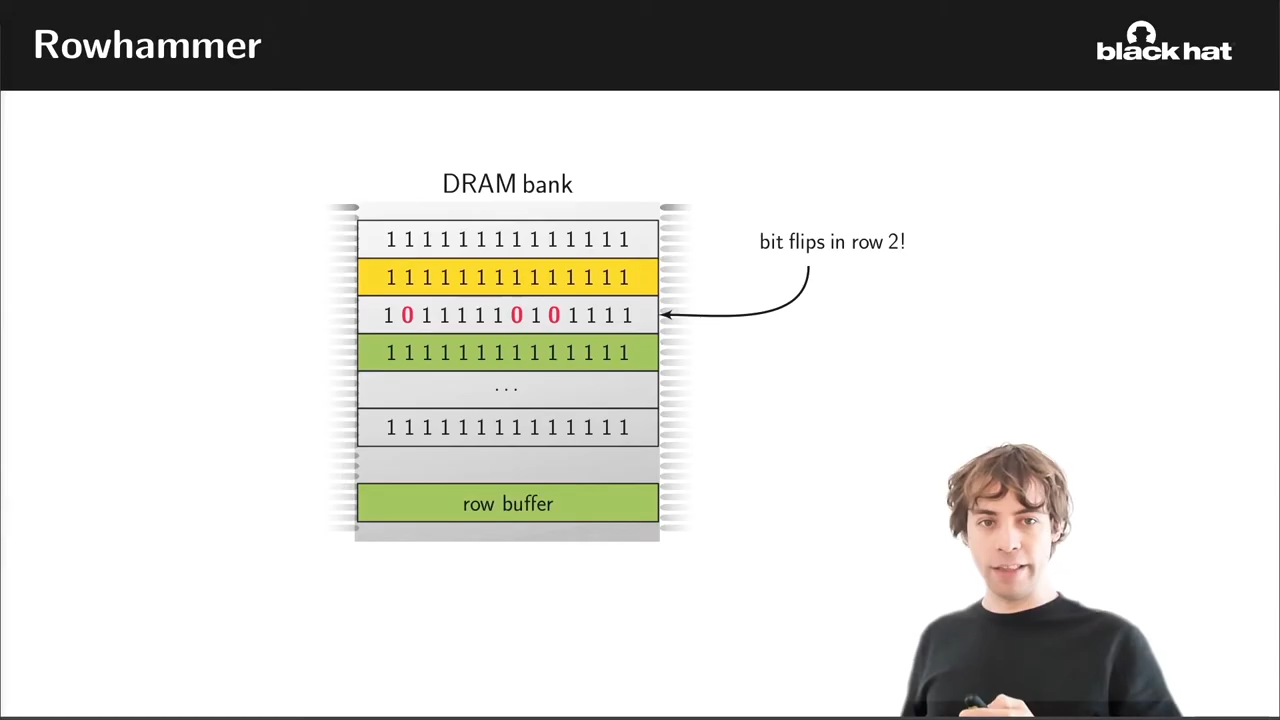 Rowhammer
black hat
DRAM bank
1 1 1 1 1 1 1 1 1 1 1 1 1 1
bit flips in row 2!
1 1 1 1 1 1 1 1 1 1 1 1 1 1
1 0 1 1 1 1 1 0 1 0 1 1 1 1
1 1 1 1 1 1 1 1 1 1 1 1 1 1
...
1 1 1 1 1 1 1 1 1 1 1 1 1 1
row buffer